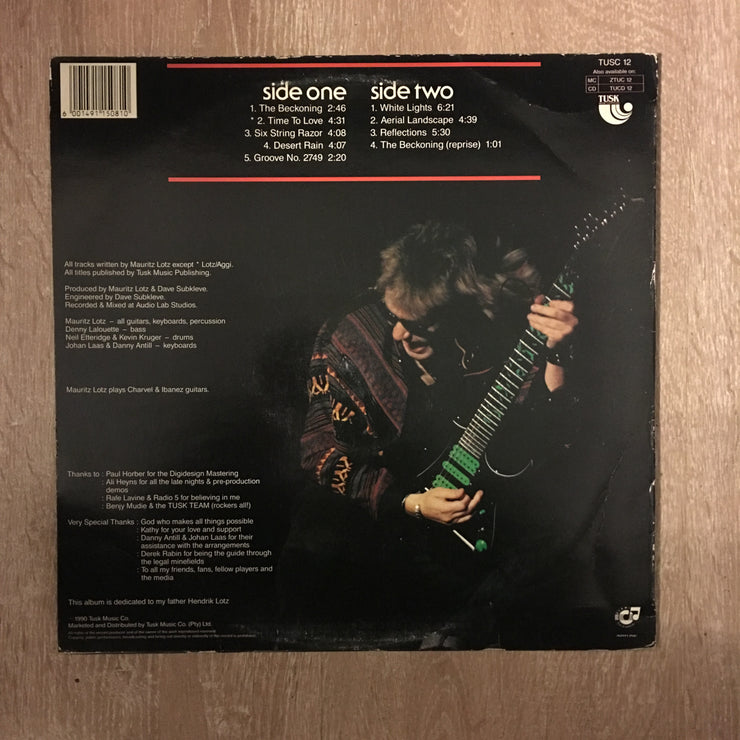 6 001491 150810
TUSC 12
Also available on:
MC ZTUC 12
CD TUCD 12
TUSK
side one
1. The Beckoning 2:46
* 2. Time To Love 4:31
3. Six String Razor 4:08
4. Desert Rain 4:07
5. Groove No. 2749 2:20
side two
1. White Lights 6:21
2. Aerial Landscape 4:39
3. Reflections 5:30
4. The Beckoning (reprise) 1:01
All tracks written by Mauritz Lotz except * Lotz/Aggi.
All titles published by Tusk Music Publishing.
Produced by Mauritz Lotz & Dave Subkleve.
Engineered by Dave Subkleve.
Recorded & Mixed at Audio Lab Studios.
Mauritz Lotz – all guitars, keyboards, percussion
Denny Lalouette – bass
Neil Etteridge & Kevin Kruger – drums
Johan Laas & Danny Antill – keyboards
Mauritz Lotz plays Charvel & Ibanez guitars.
Thanks to : Paul Horber for the Digidesign Mastering
: Ali Heyns for all the late nights & pre-production
demos
: Rafe Lavine & Radio 5 for believing in me
: Benjy Mudie & the TUSK TEAM (rockers all!)
Very Special Thanks : God who makes all things possible
: Kathy for your love and support
: Danny Antill & Johan Laas for their
assistance with the arrangements
: Derek Rabin for being the guide through
the legal minefields
: To all my friends, fans, fellow players and
the media
This album is dedicated to my father Hendrik Lotz
1990 Tusk Music Co.
Marketed and Distributed by Tusk Music Co. (Pty) Ltd.